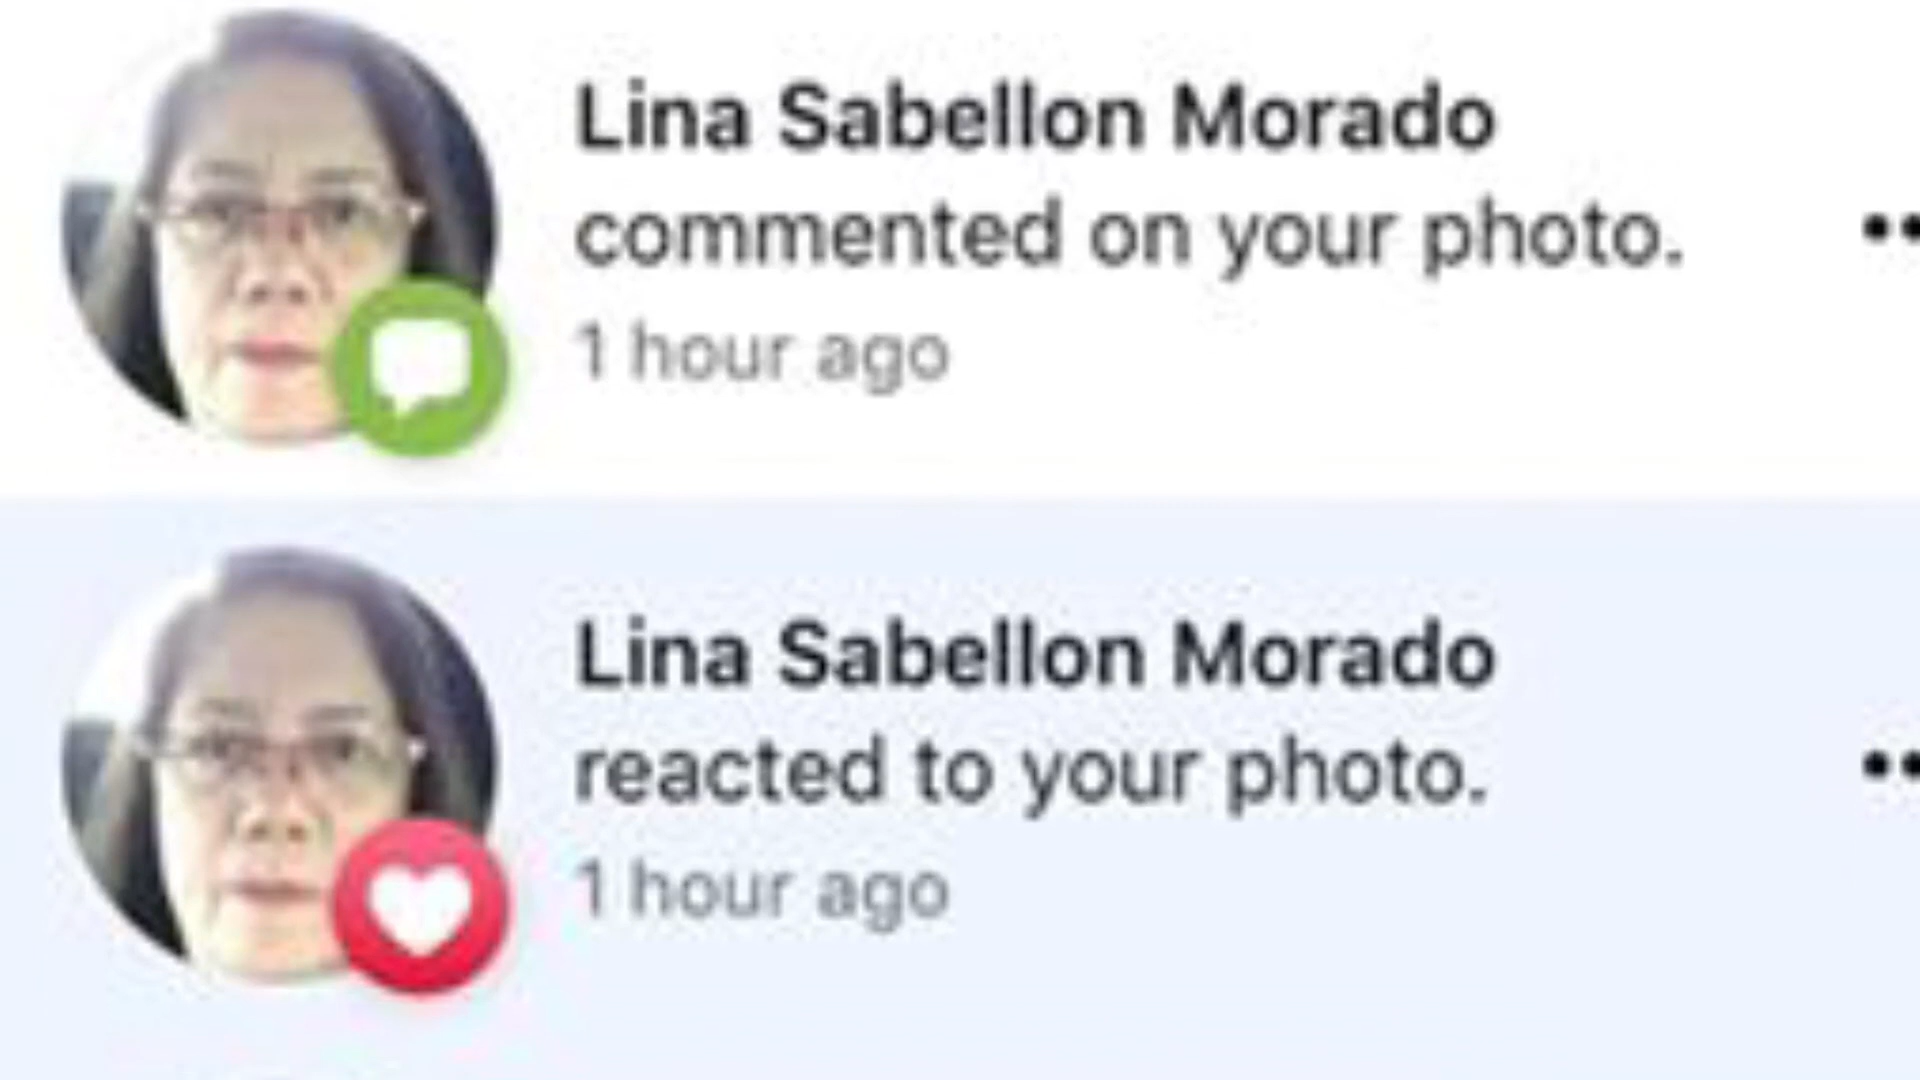 Lina Sabellon Morado
commented on your photo.
1 hour ago
Lina Sabellon Morado
reacted to your photo.
1 hour ago